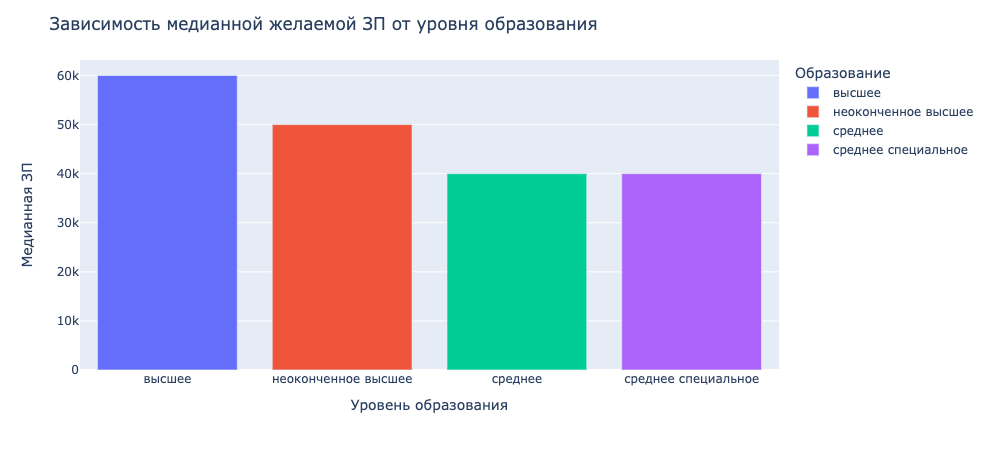 Зависимость медианной желаемой ЗП от уровня образования
Медианная ЗП
60k
50k
40k
30k
20k
10k
0
высшее
неоконченное высшее
среднее
среднее специальное
Уровень образования
Образование
высшее
неоконченное высшее
среднее
среднее специальное